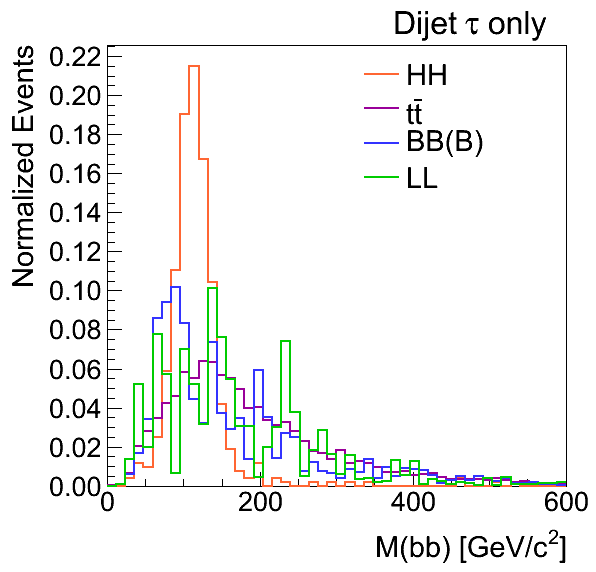 Dijet τ only
Normalized Events
0.22
0.20
0.18
0.16
0.14
0.12
0.10
0.08
0.06
0.04
0.02
0.00
HH
tt̄
BB(B)
LL
0 200 400 600
M(bb) [GeV/c²]